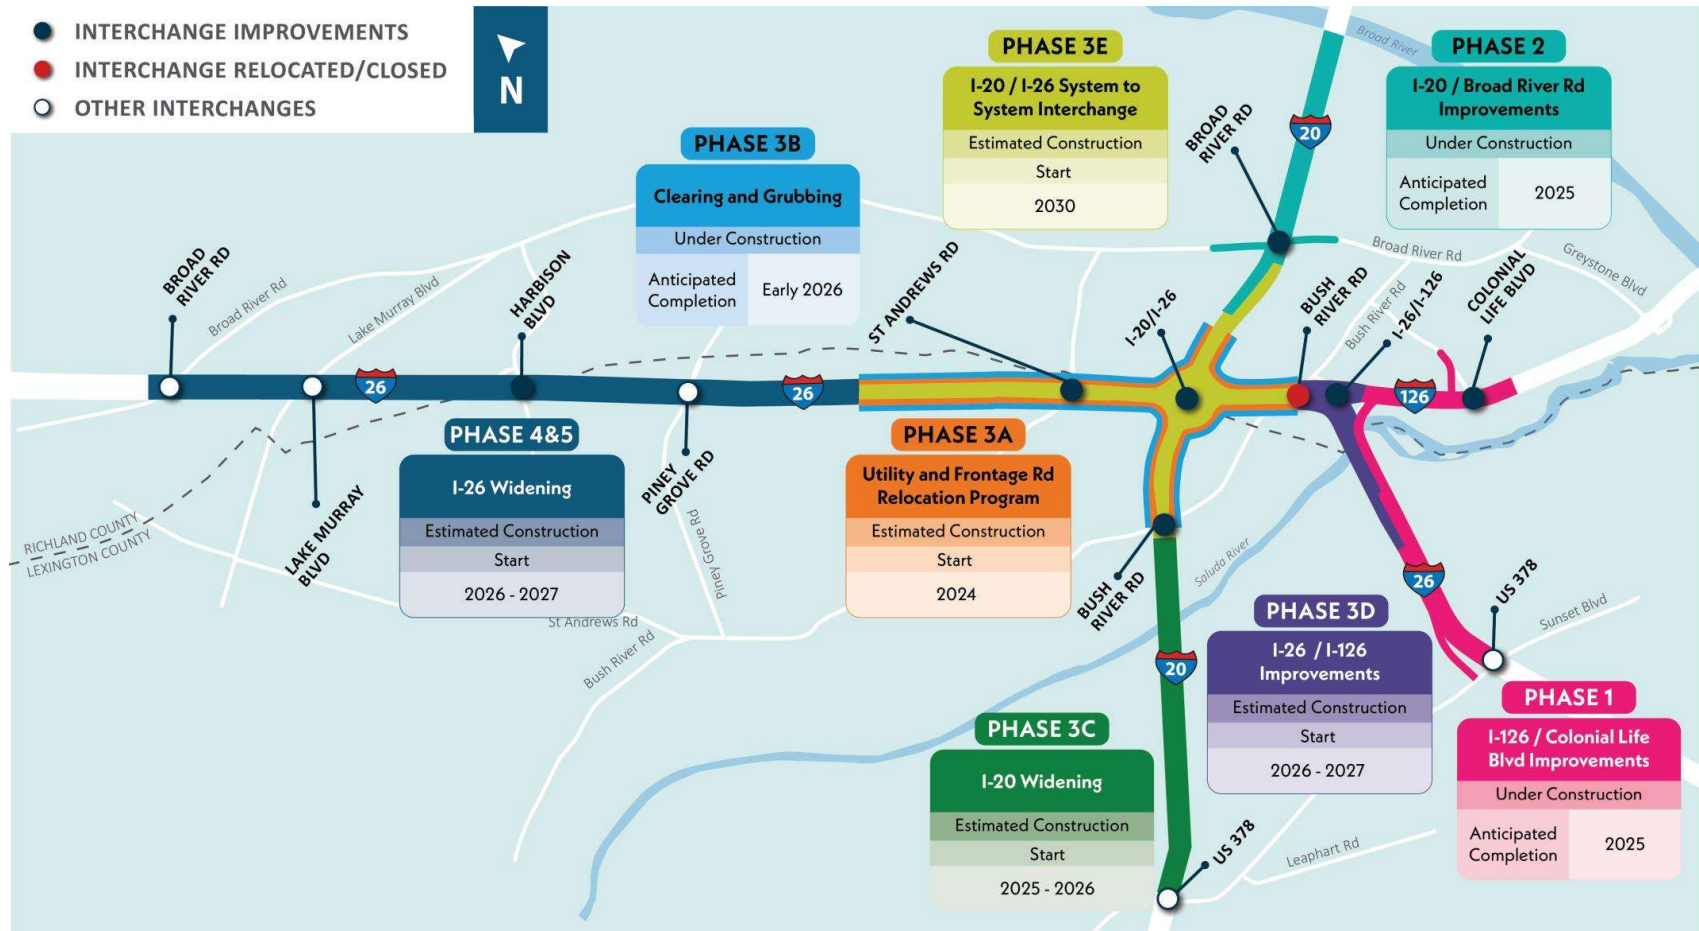 INTERCHANGE IMPROVEMENTS
INTERCHANGE RELOCATED/CLOSED
OTHER INTERCHANGES
N
PHASE 3E
I-20 / I-26 System to
System Interchange
Estimated Construction
Start
2030
PHASE 2
I-20 / Broad River Rd
Improvements
Under Construction
Anticipated
Completion
2025
Broad River
20
BROAD
RIVER RD
PHASE 3B
Clearing and Grubbing
Under Construction
Anticipated
Completion
Early 2026
BROAD
RIVER RD
Broad River Rd
Lake Murray Blvd
HARBISON
BLVD
ST ANDREWS RD
I-20/I-26
BUSH
RIVER RD
Bush River Rd
I-26/I-126
Broad River Rd
COLONIAL
LIFE BLVD
Greystone Blvd
26
26
126
PHASE 4&5
I-26 Widening
Estimated Construction
Start
2026 - 2027
PHASE 3A
Utility and Frontage Rd
Relocation Program
Estimated Construction
Start
2024
LAKE MURRAY
BLVD
PINEY
GROVE RD
Piney Grove Rd
RICHLAND COUNTY
LEXINGTON COUNTY
St Andrews Rd
Bush River Rd
BUSH
RIVER RD
Saluda River
26
US 378
Sunset Blvd
20
PHASE 3D
I-26 / I-126
Improvements
Estimated Construction
Start
2026 - 2027
PHASE 1
I-126 / Colonial Life
Blvd Improvements
Under Construction
Anticipated
Completion
2025
PHASE 3C
I-20 Widening
Estimated Construction
Start
2025 - 2026
US 378
Leaphart Rd